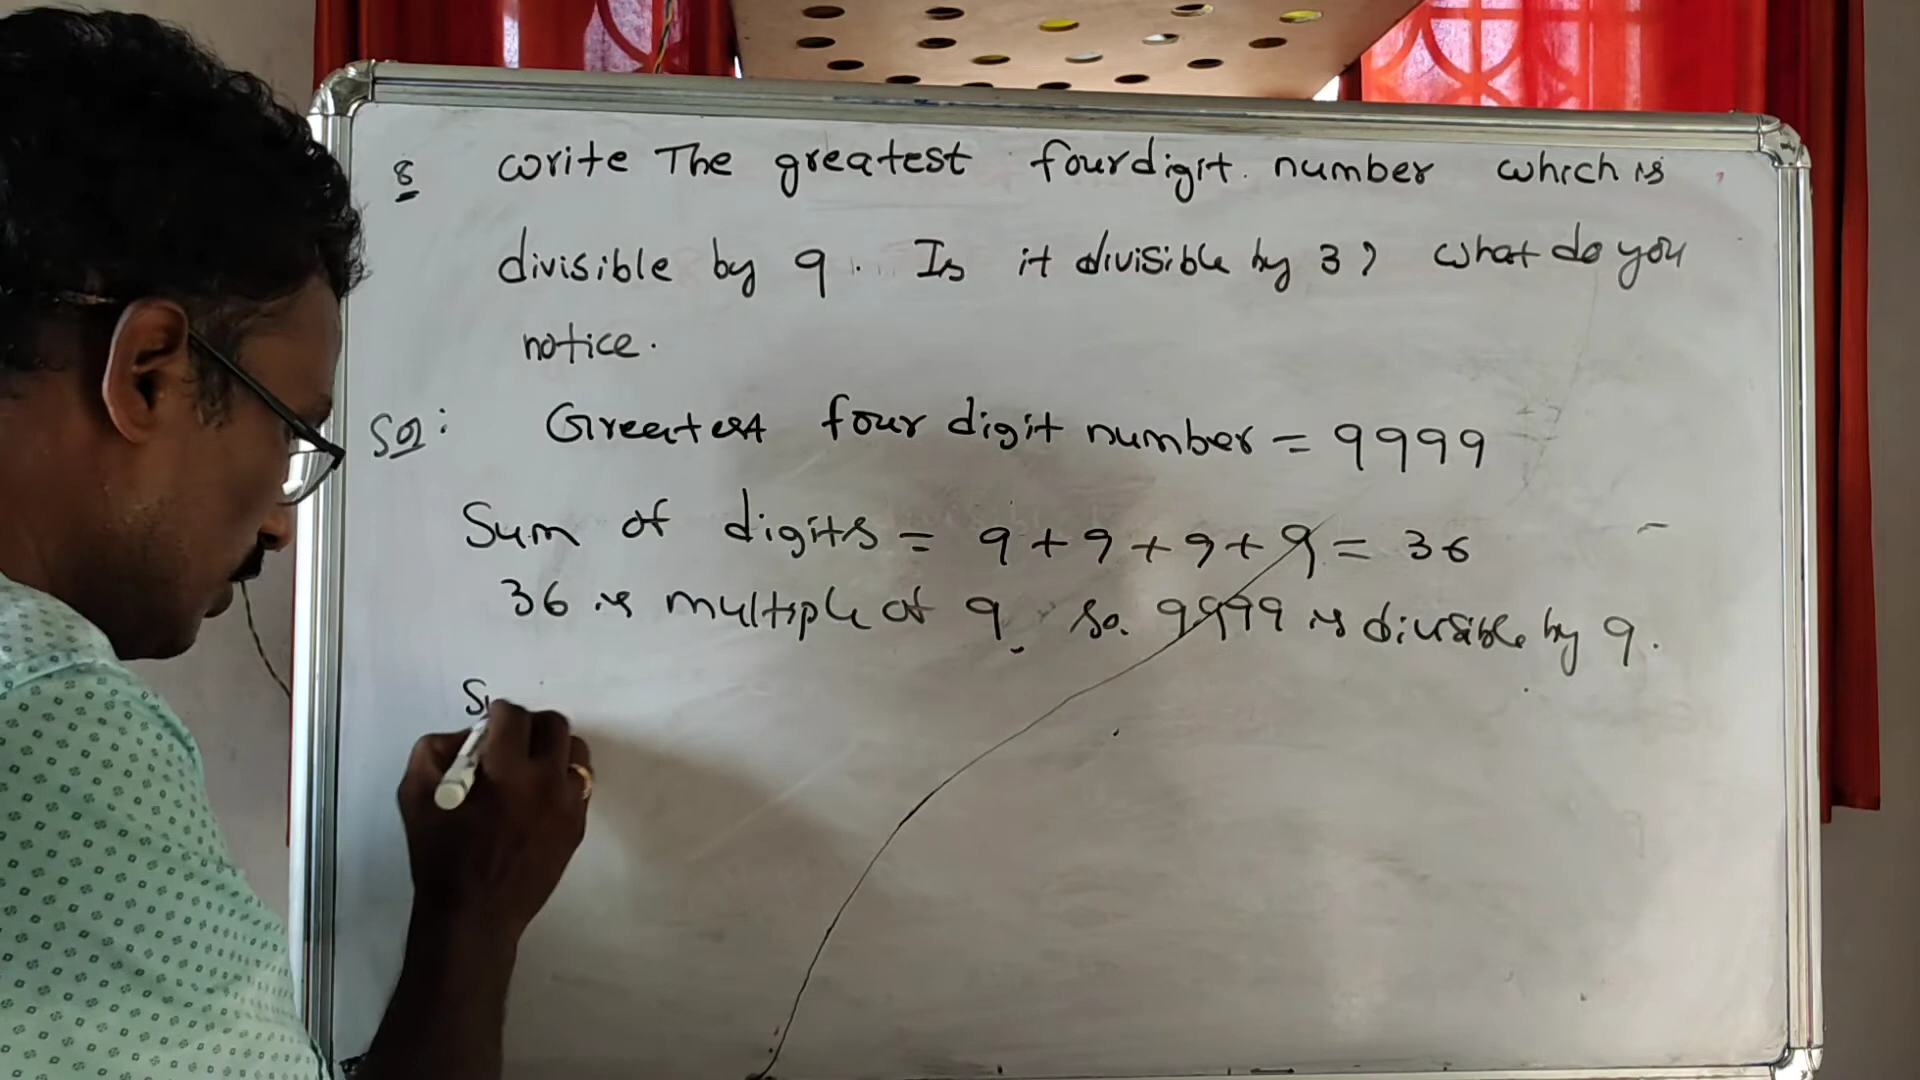 8 write The greatest fourdigit number which is
divisible by 9. Is it divisible by 3? what do you
notice.
Sol: Greatest four digit number = 9999
Sum of digits = 9 + 9 + 9 + 9 = 36
36 is multiple of 9. So. 9999 is divisible by 9.
Su